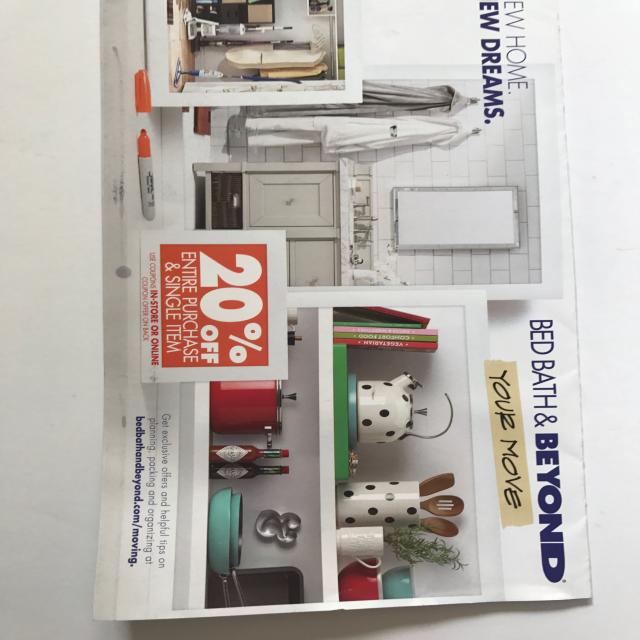 EW HOME.
EW DREAMS.
BED BATH & BEYOND
YOUR MOVE
20%
OFF
ENTIRE PURCHASE
& SINGLE ITEM
USE COUPONS IN-STORE OR ONLINE
COUPON OFFER ON BACK
COMFORT FOOD
VEGETARIAN
Get exclusive offers and helpful tips on
planning, packing and organizing at
bedbathandbeyond.com/moving.